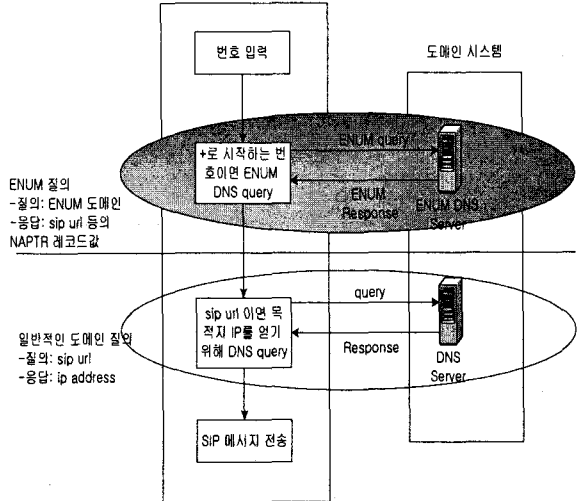 번호 입력
도메인 시스템
+로 시작하는 번
호이면 ENUM
DNS query
ENUM query
ENUM
Response
ENUM DNS
Server
ENUM 질의
-질의: ENUM 도메인
-응답: sip url 등의
NAPTR 레코드값
sip url 이면 목
적지 IP를 얻기
위해 DNS query
query
Response
DNS
Server
일반적인 도메인 질의
-질의: sip url
-응답: ip address
SIP 메시지 전송